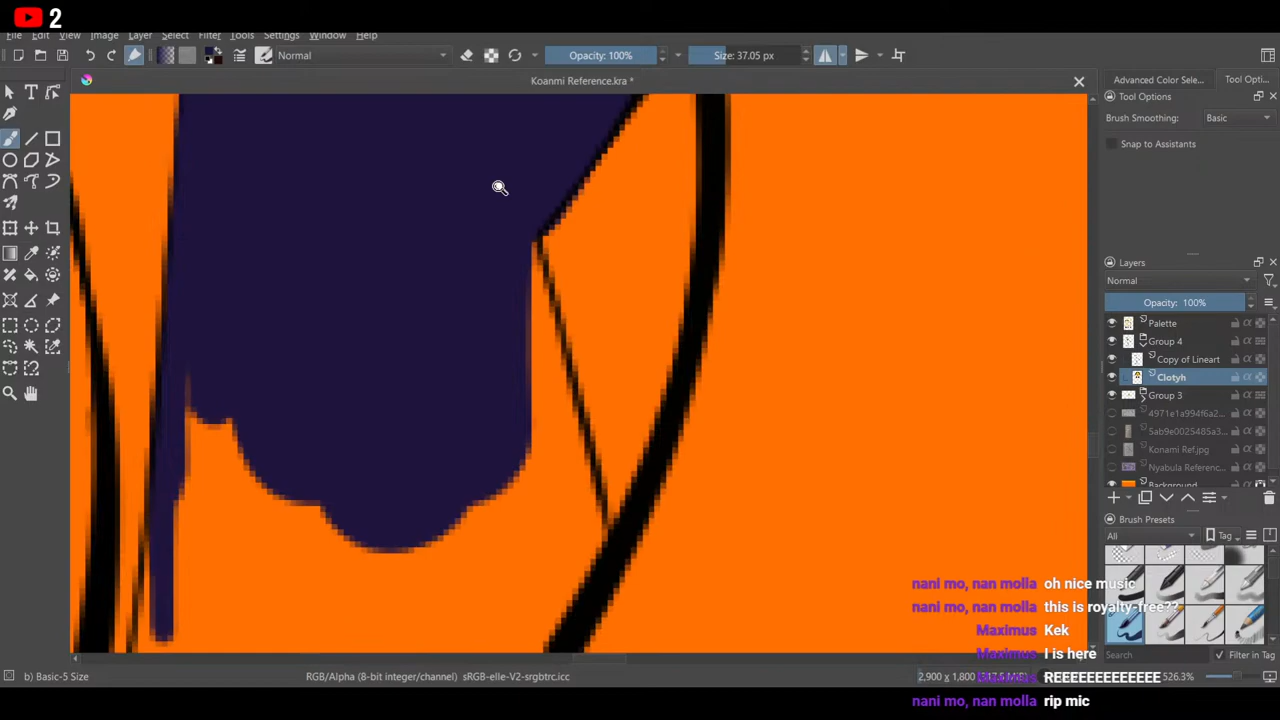 2
File Edit View Image Layer Select Filter Tools Settings Window Help
Normal
Opacity: 100%
Size: 37.05 px
Koanmi Reference.kra *
Advanced Color Sele...
Tool Opti...
Tool Options
Brush Smoothing: Basic
Snap to Assistants
Layers
Normal
Opacity: 100%
Palette
Group 4
Copy of Lineart
Clotyh
Group 3
4971e1a994f6a2...
5ab9e0025485a3...
Konami Ref.jpg
Nyabula Referenc...
Background
Brush Presets
All
Tag
nani mo, nan molla oh nice music
nani mo, nan molla this is royalty-free??
Maximus Kek
Maximus I is here
Maximus REEEEEEEEEEEEE
nani mo, nan molla rip mic
Search
Filter in Tag
b) Basic-5 Size
RGB/Alpha (8-bit integer/channel) sRGB-elle-V2-srgbtrc.icc
2,900 x 1,800
526.3%